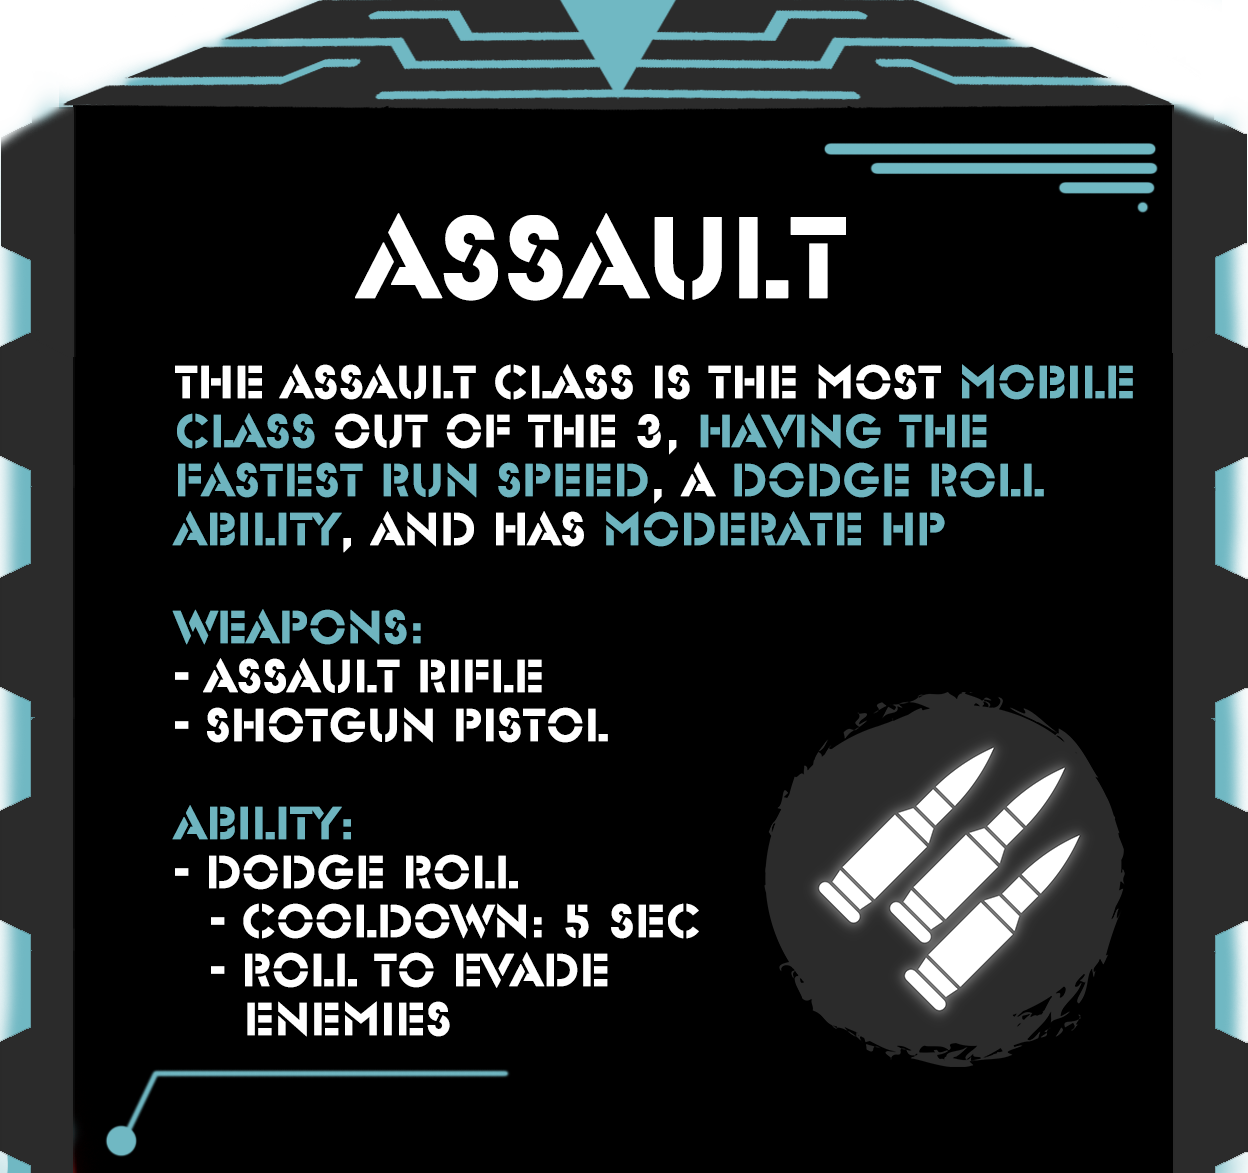 ASSAULT
THE ASSAULT CLASS IS THE MOST MOBILE
CLASS OUT OF THE 3, HAVING THE
FASTEST RUN SPEED, A DODGE ROLL
ABILITY, AND HAS MODERATE HP
WEAPONS:
- ASSAULT RIFLE
- SHOTGUN PISTOL
ABILITY:
- DODGE ROLL
- COOLDOWN: 5 SEC
- ROLL TO EVADE
ENEMIES